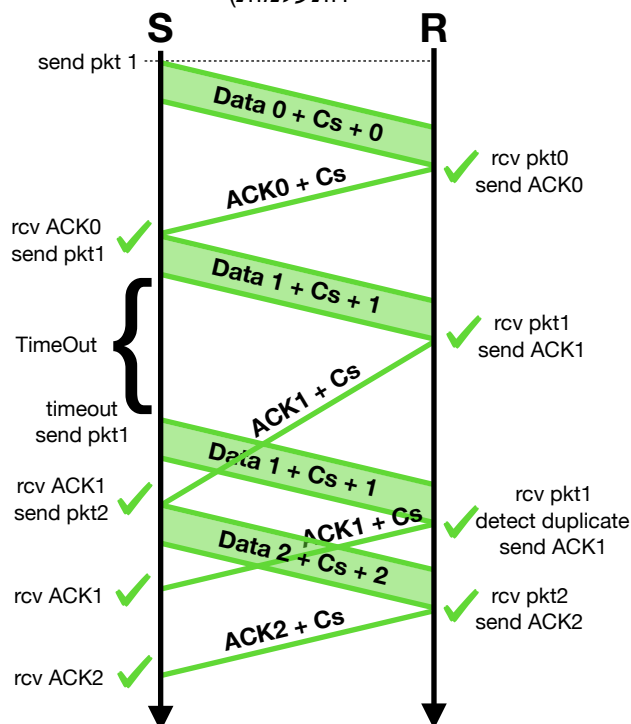 S
R
send pkt 1
Data 0 + Cs + 0
rcv pkt0
send ACK0
ACK0 + Cs
rcv ACK0
send pkt1
Data 1 + Cs + 1
rcv pkt1
send ACK1
TimeOut
ACK1 + Cs
timeout
send pkt1
Data 1 + Cs + 1
rcv ACK1
send pkt2
rcv pkt1
detect duplicate
send ACK1
ACK1 + Cs
Data 2 + Cs + 2
rcv ACK1
rcv pkt2
send ACK2
ACK2 + Cs
rcv ACK2